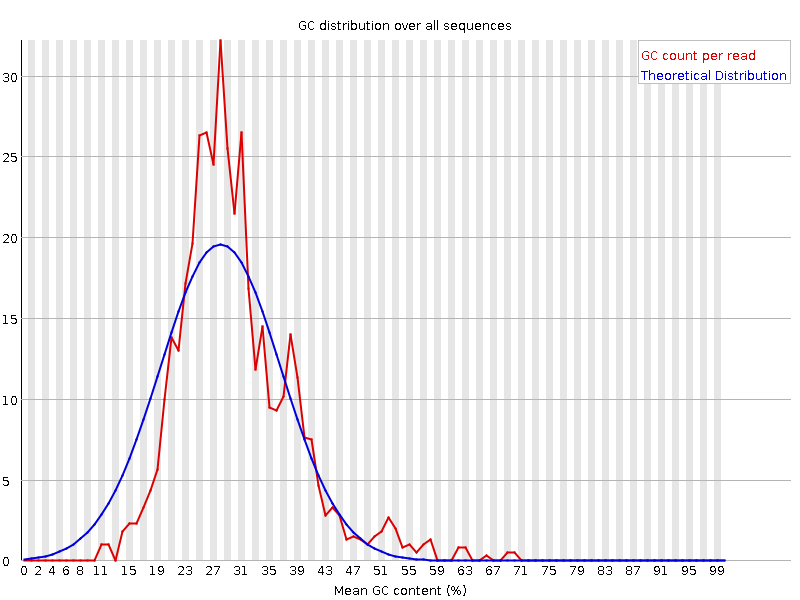 GC distribution over all sequences
GC count per read
Theoretical Distribution
30
25
20
15
10
5
0
0 2 4 6 8 11 15 19 23 27 31 35 39 43 47 51 55 59 63 67 71 75 79 83 87 91 95 99
Mean GC content (%)